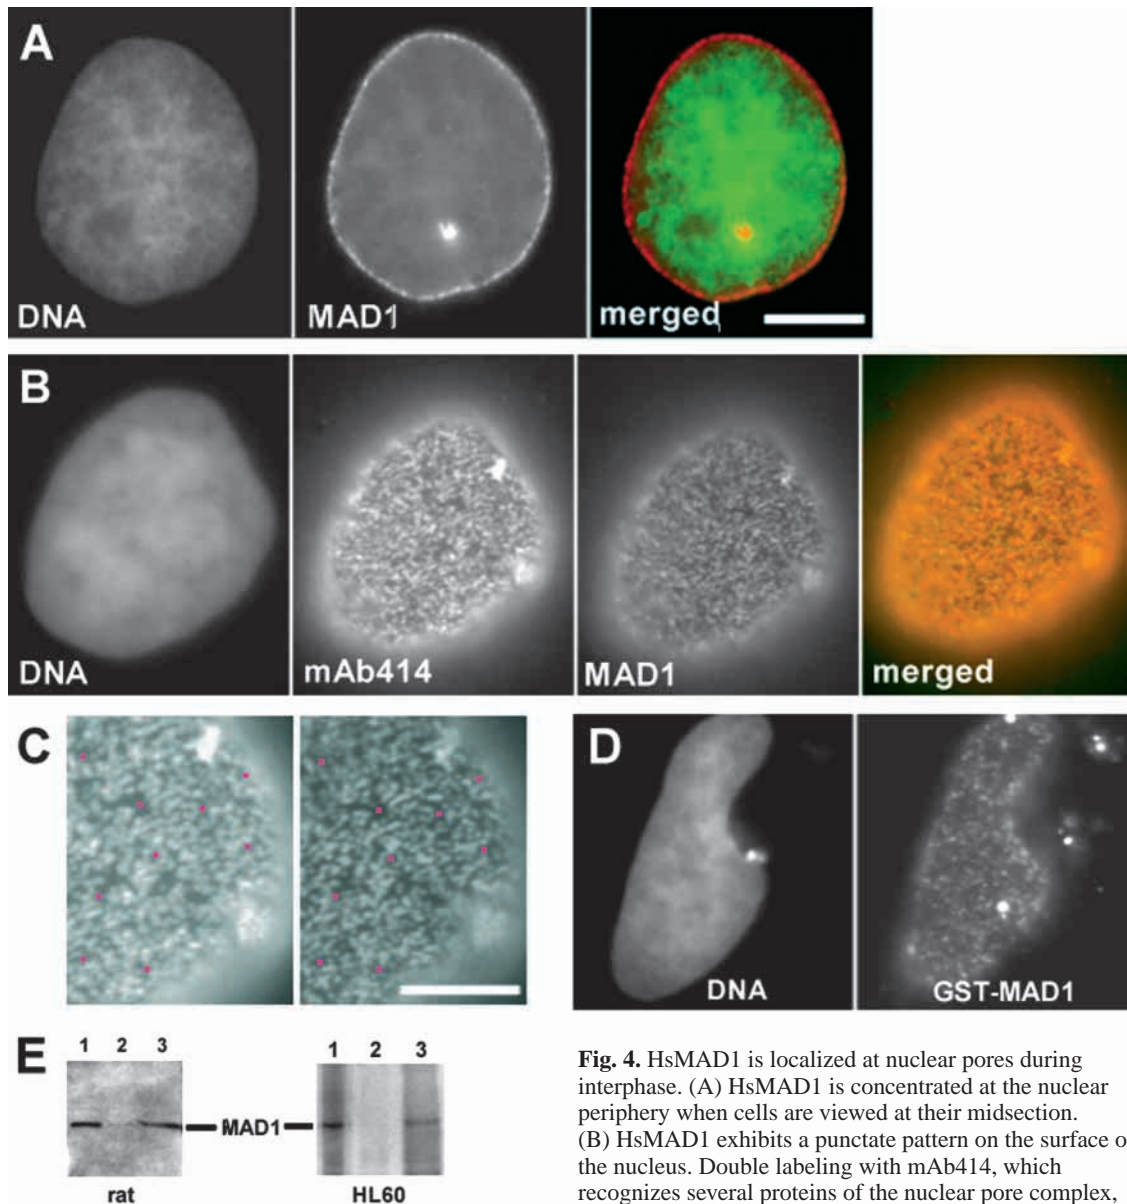 A
DNA
MAD1
merged
B
DNA
mAb414
MAD1
merged
C
D
DNA
GST-MAD1
E
1 2 3
1 2 3
MAD1
rat
HL60
Fig. 4. HsMAD1 is localized at nuclear pores during
interphase. (A) HsMAD1 is concentrated at the nuclear
periphery when cells are viewed at their midsection.
(B) HsMAD1 exhibits a punctate pattern on the surface o
the nucleus. Double labeling with mAb414, which
recognizes several proteins of the nuclear pore complex,